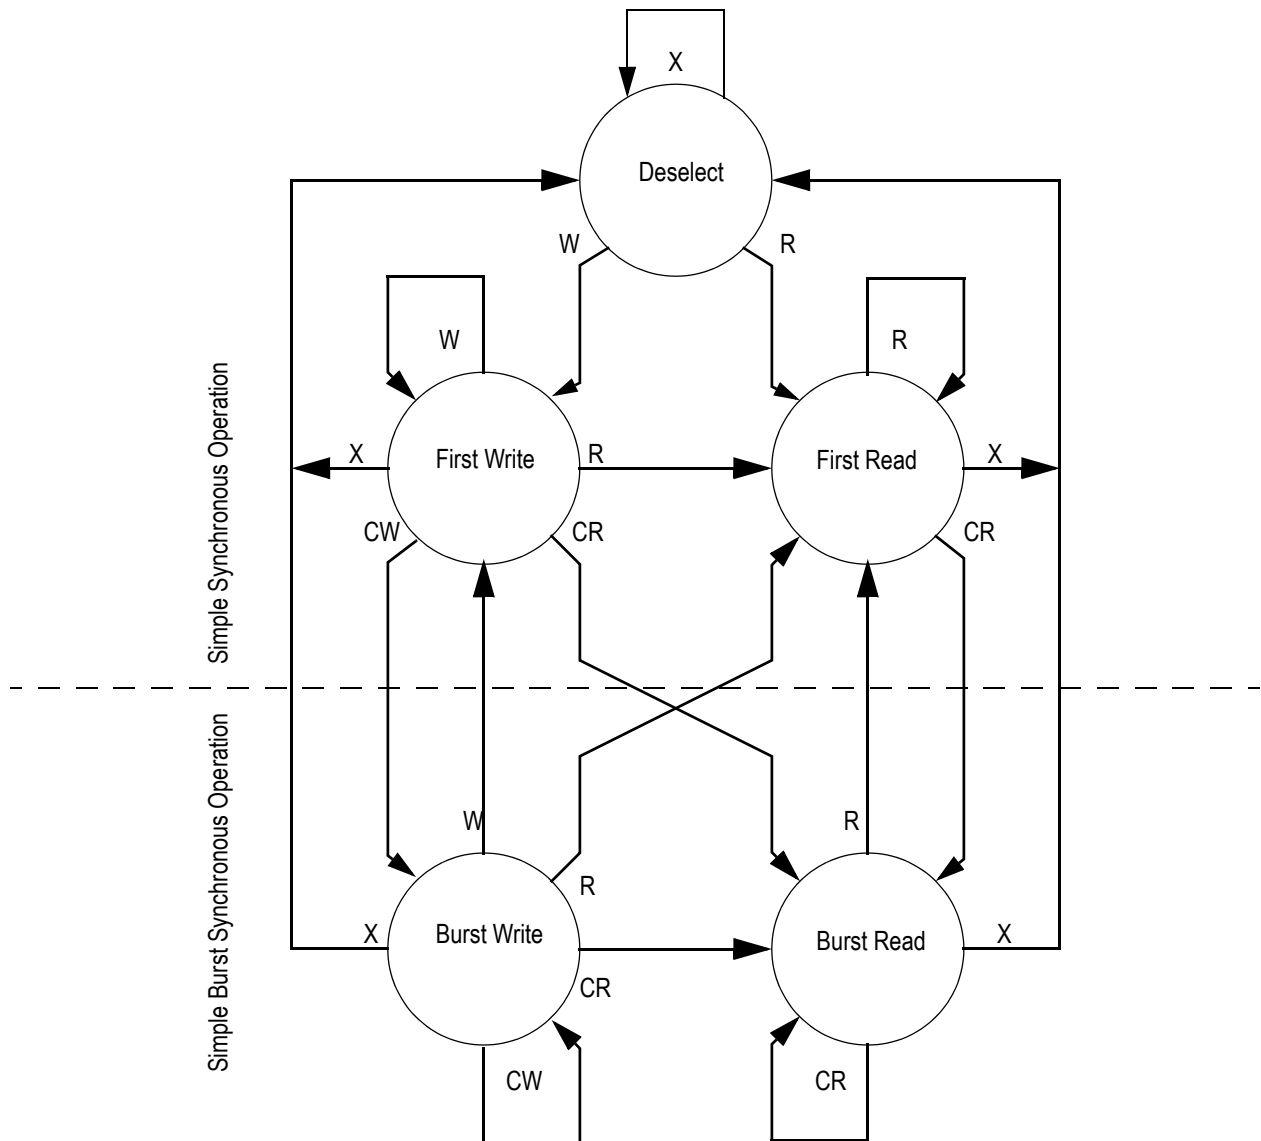 X
Deselect
W
R
W
R
Simple Synchronous Operation
X
First Write
R
First Read
X
CW
CR
CR
Simple Burst Synchronous Operation
W
R
R
X
Burst Write
Burst Read
X
CR
CW
CR